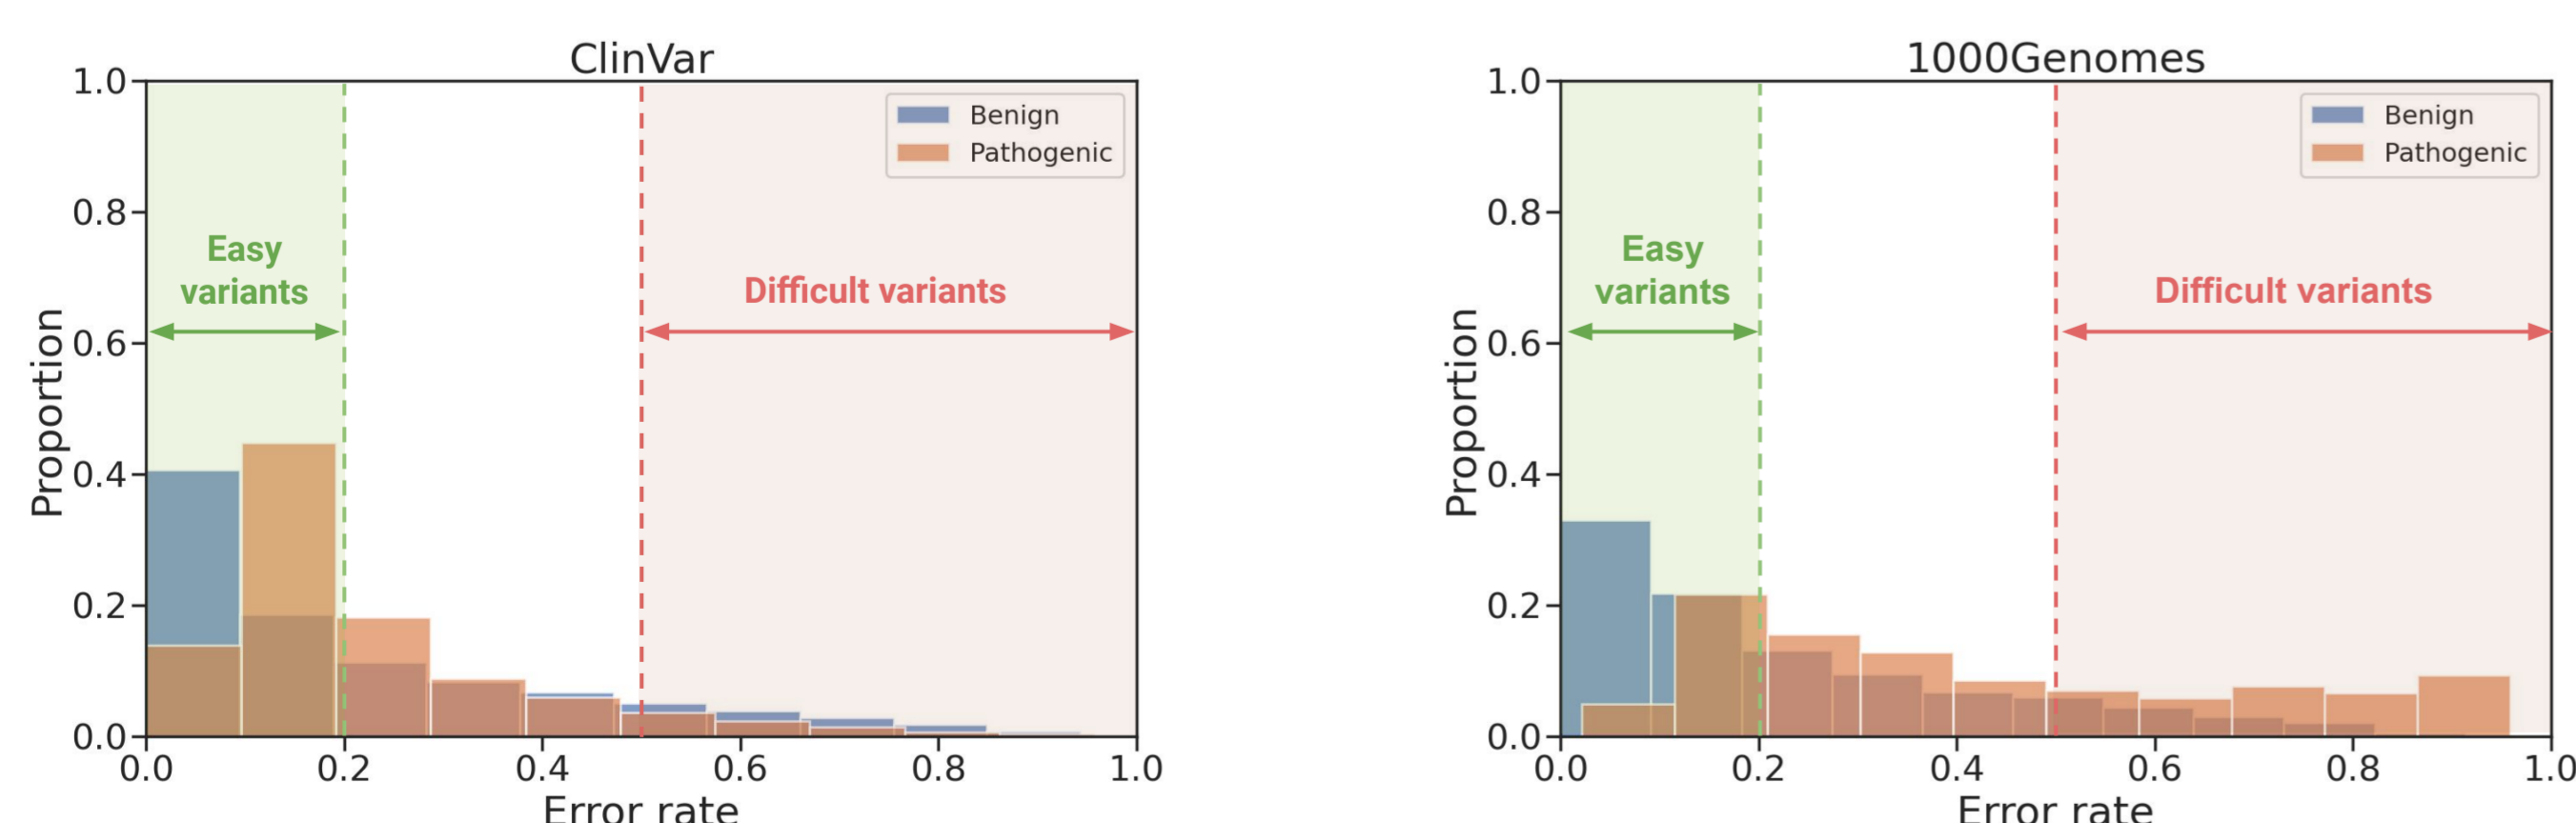 ClinVar
1.0
0.8
0.6
0.4
0.2
0.0
Proportion
Benign
Pathogenic
Easy
variants
Difficult variants
0.0 0.2 0.4 0.6 0.8 1.0
Error rate
1000Genomes
1.0
0.8
0.6
0.4
0.2
0.0
Proportion
Benign
Pathogenic
Easy
variants
Difficult variants
0.0 0.2 0.4 0.6 0.8 1.0
Error rate